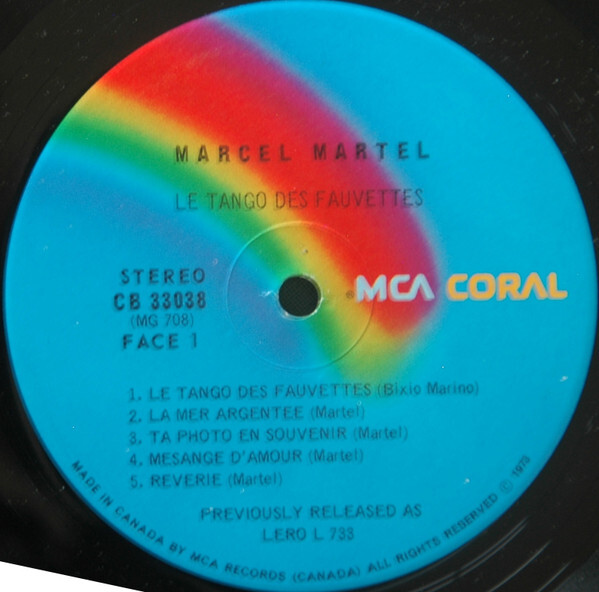 MARCEL MARTEL
LE TANGO DES FAUVETTES
STEREO
CB 33038
(MG 708)
FACE 1
MCA CORAL
1. LE TANGO DES FAUVETTES (Bixio Marino)
2. LA MER ARGENTEE (Martel)
3. TA PHOTO EN SOUVENIR (Martel)
4. MESANGE D'AMOUR (Martel)
5. REVERIE (Martel)
PREVIOUSLY RELEASED AS
LERO L 733
MADE IN CANADA BY MCA RECORDS (CANADA) ALL RIGHTS RESERVED © 1975